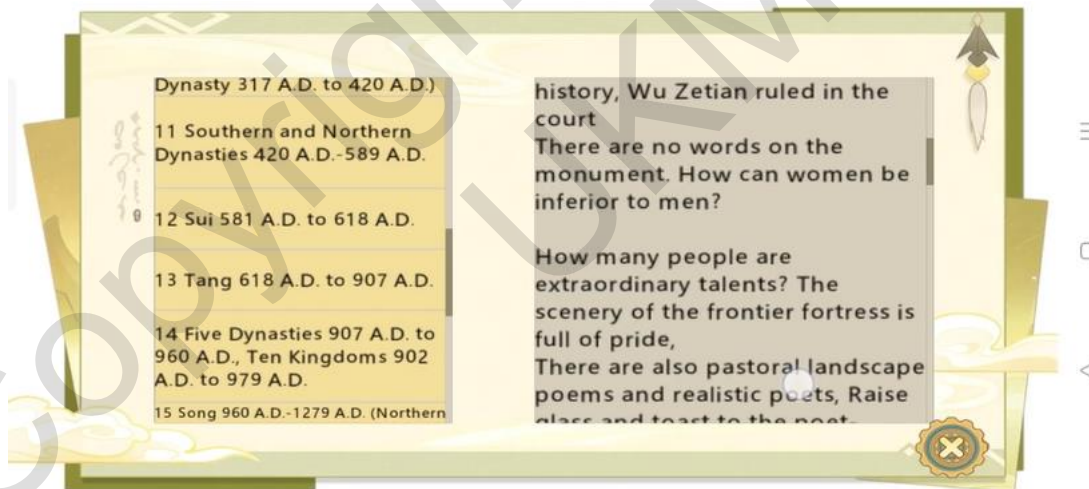 Dynasty 317 A.D. to 420 A.D.)
11 Southern and Northern
Dynasties 420 A.D.-589 A.D.
12 Sui 581 A.D. to 618 A.D.
13 Tang 618 A.D. to 907 A.D.
14 Five Dynasties 907 A.D. to
960 A.D., Ten Kingdoms 902
A.D. to 979 A.D.
15 Song 960 A.D.-1279 A.D. (Northern
history, Wu Zetian ruled in the
court
There are no words on the
monument. How can women be
inferior to men?
How many people are
extraordinary talents? The
scenery of the frontier fortress is
full of pride,
There are also pastoral landscape
poems and realistic poets, Raise
glass and toast to the poet-
Copyright
UKM